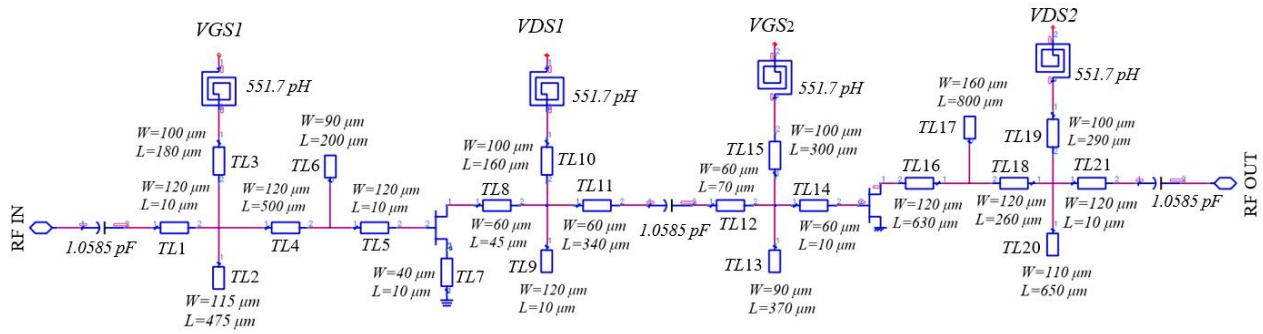 VGS1
VDS1
VGS2
VDS2
551.7 pH
551.7 pH
551.7 pH
551.7 pH
W=100 μm
L=180 μm
TL3
W=90 μm
L=200 μm
TL6
W=100 μm
L=160 μm
TL10
TL15
W=100 μm
L=300 μm
W=160 μm
L=800 μm
TL17
TL19
W=100 μm
L=290 μm
RF IN
1.0585 pF
W=120 μm
L=10 μm
TL1
W=120 μm
L=500 μm
TL4
W=120 μm
L=10 μm
TL5
TL2
W=115 μm
L=475 μm
W=40 μm
L=10 μm
TL7
TL8
W=60 μm
L=45 μm
TL11
W=60 μm
L=340 μm
TL9
W=120 μm
L=10 μm
1.0585 pF
W=60 μm
L=70 μm
TL12
TL14
W=60 μm
L=10 μm
TL13
W=90 μm
L=370 μm
TL16
W=120 μm
L=630 μm
TL18
W=120 μm
L=260 μm
TL21
W=120 μm
L=10 μm
TL20
W=110 μm
L=650 μm
1.0585 pF
RF OUT